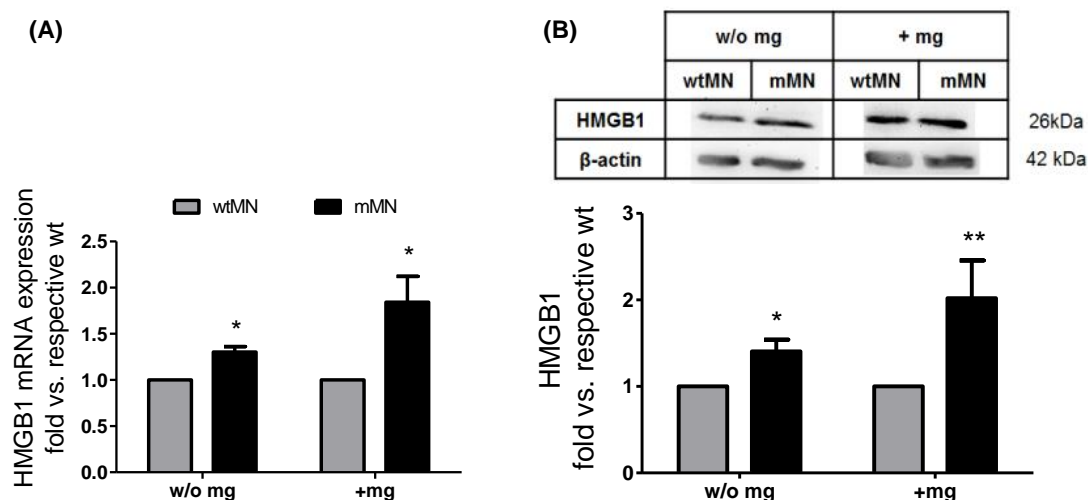 (A)
wtMN mMN
HMGB1 mRNA expression
fold vs. respective wt
2.5
2.0
1.5
1.0
0.5
0.0
*
*
w/o mg +mg
(B)
w/o mg + mg
wtMN mMN wtMN mMN
HMGB1 26kDa
β-actin 42 kDa
HMGB1
fold vs. respective wt
3
2
1
0
*
**
w/o mg +mg